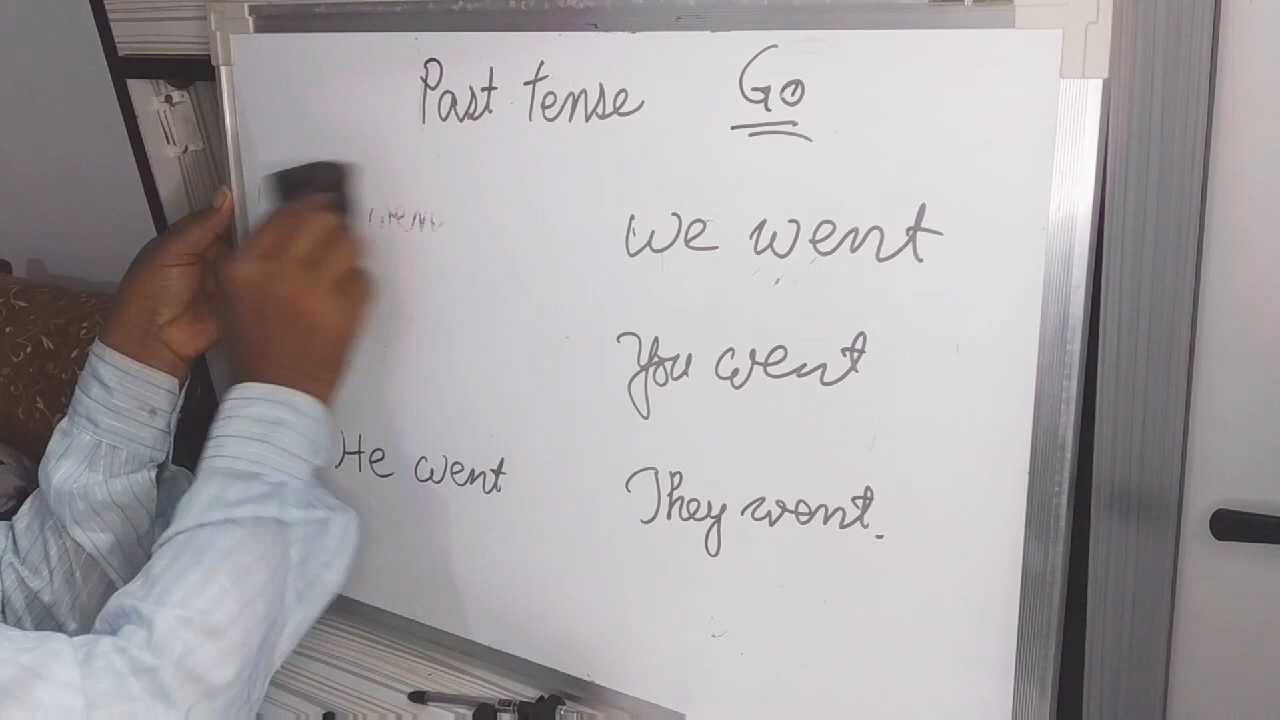 Past tense Go
We went
You went
He went
They went.